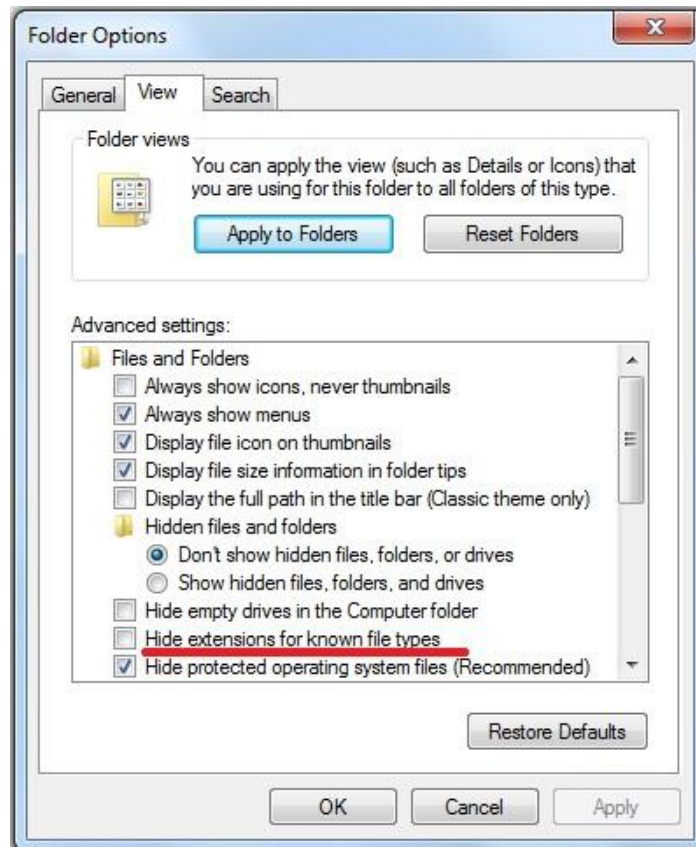 Folder Options
General
View
Search
Folder views
You can apply the view (such as Details or Icons) that
you are using for this folder to all folders of this type.
Apply to Folders
Reset Folders
Advanced settings:
Files and Folders
Always show icons, never thumbnails
Always show menus
Display file icon on thumbnails
Display file size information in folder tips
Display the full path in the title bar (Classic theme only)
Hidden files and folders
Don't show hidden files, folders, or drives
Show hidden files, folders, and drives
Hide empty drives in the Computer folder
Hide extensions for known file types
Hide protected operating system files (Recommended)
Restore Defaults
OK
Cancel
Apply